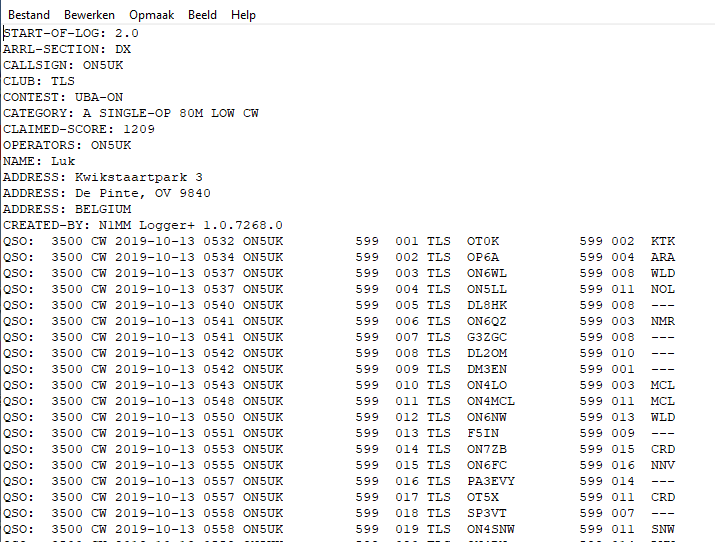 Bestand Bewerken Opmaak Beeld Help
START-OF-LOG: 2.0
ARRL-SECTION: DX
CALLSIGN: ON5UK
CLUB: TLS
CONTEST: UBA-ON
CATEGORY: A SINGLE-OP 80M LOW CW
CLAIMED-SCORE: 1209
OPERATORS: ON5UK
NAME: Luk
ADDRESS: Kwikstaartpark 3
ADDRESS: De Pinte, OV 9840
ADDRESS: BELGIUM
CREATED-BY: N1MM Logger+ 1.0.7268.0
QSO: 3500 CW 2019-10-13 0532 ON5UK 599 001 TLS OT0K 599 002 KTK
QSO: 3500 CW 2019-10-13 0534 ON5UK 599 002 TLS OP6A 599 004 ARA
QSO: 3500 CW 2019-10-13 0537 ON5UK 599 003 TLS ON6WL 599 008 WLD
QSO: 3500 CW 2019-10-13 0537 ON5UK 599 004 TLS ON5LL 599 011 NOL
QSO: 3500 CW 2019-10-13 0540 ON5UK 599 005 TLS DL8HK 599 008 ---
QSO: 3500 CW 2019-10-13 0541 ON5UK 599 006 TLS ON6QZ 599 003 NMR
QSO: 3500 CW 2019-10-13 0541 ON5UK 599 007 TLS G3ZGC 599 008 ---
QSO: 3500 CW 2019-10-13 0542 ON5UK 599 008 TLS DL2OM 599 010 ---
QSO: 3500 CW 2019-10-13 0542 ON5UK 599 009 TLS DM3EN 599 001 ---
QSO: 3500 CW 2019-10-13 0543 ON5UK 599 010 TLS ON4LO 599 003 MCL
QSO: 3500 CW 2019-10-13 0548 ON5UK 599 011 TLS ON4MCL 599 011 MCL
QSO: 3500 CW 2019-10-13 0550 ON5UK 599 012 TLS ON6NW 599 013 WLD
QSO: 3500 CW 2019-10-13 0551 ON5UK 599 013 TLS F5IN 599 009 ---
QSO: 3500 CW 2019-10-13 0553 ON5UK 599 014 TLS ON7ZB 599 015 CRD
QSO: 3500 CW 2019-10-13 0555 ON5UK 599 015 TLS ON6FC 599 016 NNV
QSO: 3500 CW 2019-10-13 0557 ON5UK 599 016 TLS PA3EVY 599 014 ---
QSO: 3500 CW 2019-10-13 0557 ON5UK 599 017 TLS OT5X 599 011 CRD
QSO: 3500 CW 2019-10-13 0558 ON5UK 599 018 TLS SP3VT 599 007 ---
QSO: 3500 CW 2019-10-13 0558 ON5UK 599 019 TLS ON4SNW 599 011 SNW